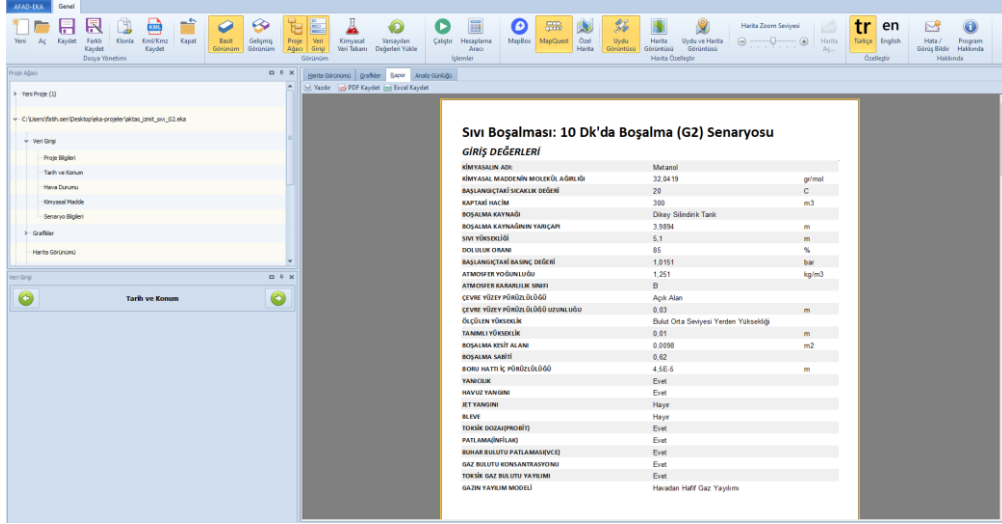 AFAD-EKA Genel
Yeni Aç Kaydet Farklı Kaydet Klonla Kml/Kmz Kaydet Kapat
Basit Görünüm Gelişmiş Görünüm Proje Ağacı Veri Girişi Kimyasal Veri Tabanı Varsayılan Değerleri Yükle
Çalıştır Hesaplama Aracı
MapBox MapQuest Özel Harita Uydu Görüntüsü Harita Görüntüsü Uydu ve Harita Görüntüsü Harita Zoom Seviyesi Harita Aç...
tr Türkçe en English
Hata / Görüş Bildir Program Hakkında
Dosya Yönetimi Görünüm İşlemler Harita Özelleştir Özelleştir Hakkında
Proje Ağacı
Yeni Proje (1)
C:\Users\fatih.sen\Desktop\eka-projeler\aktas_izmit_sıvı_G2.eka
Veri Girişi
Proje Bilgileri
Tarih ve Konum
Hava Durumu
Kimyasal Madde
Senaryo Bilgileri
Grafikler
Harita Görünümü
Veri Girişi
Tarih ve Konum
Harita Görünümü Grafikler Rapor Analiz Günlüğü
Yazdır PDF Kaydet Excel Kaydet
Sıvı Boşalması: 10 Dk'da Boşalma (G2) Senaryosu
GİRİŞ DEĞERLERİ
KİMYASALIN ADI: Metanol
KİMYASAL MADDENİN MOLEKÜL AĞIRLIĞI 32,0419 gr/mol
BAŞLANGIÇTAKİ SICAKLIK DEĞERİ 20 C
KAPTAKİ HACİM 300 m3
BOŞALMA KAYNAĞI Dikey Silindirik Tank
BOŞALMA KAYNAĞININ YARIÇAPI 3,9894 m
SIVI YÜKSEKLİĞİ 5,1 m
DOLULUK ORANI 85 %
BAŞLANGIÇTAKİ BASINÇ DEĞERİ 1,0151 bar
ATMOSFER YOĞUNLUĞU 1,251 kg/m3
ATMOSFER KARARLILIK SINIFI B
ÇEVRE YÜZEY PÜRÜZLÜLÜĞÜ Açık Alan
ÇEVRE YÜZEY PÜRÜZLÜLÜĞÜ UZUNLUĞU 0,03 m
ÖLÇÜLEN YÜKSEKLİK Bulut Orta Seviyesi Yerden Yüksekliği
TANIMLI YÜKSEKLİK 0,01 m
BOŞALMA KESİT ALANI 0,0098 m2
BOŞALMA SABİTİ 0,62
BORU HATTI İÇ PÜRÜZLÜLÜĞÜ 4,5E-5 m
YANICILIK Evet
HAVUZ YANGINI Evet
JET YANGINI Hayır
BLEVE Hayır
TOKSİK DOZAJ(PROBİT) Evet
PATLAMA(İNFİLAK) Evet
BUHAR BULUTU PATLAMASI(VCE) Evet
GAZ BULUTU KONSANTRASYONU Evet
TOKSİK GAZ BULUTU YAYILIMI Evet
GAZIN YAYILIM MODELİ Havadan Hafif Gaz Yayılımı